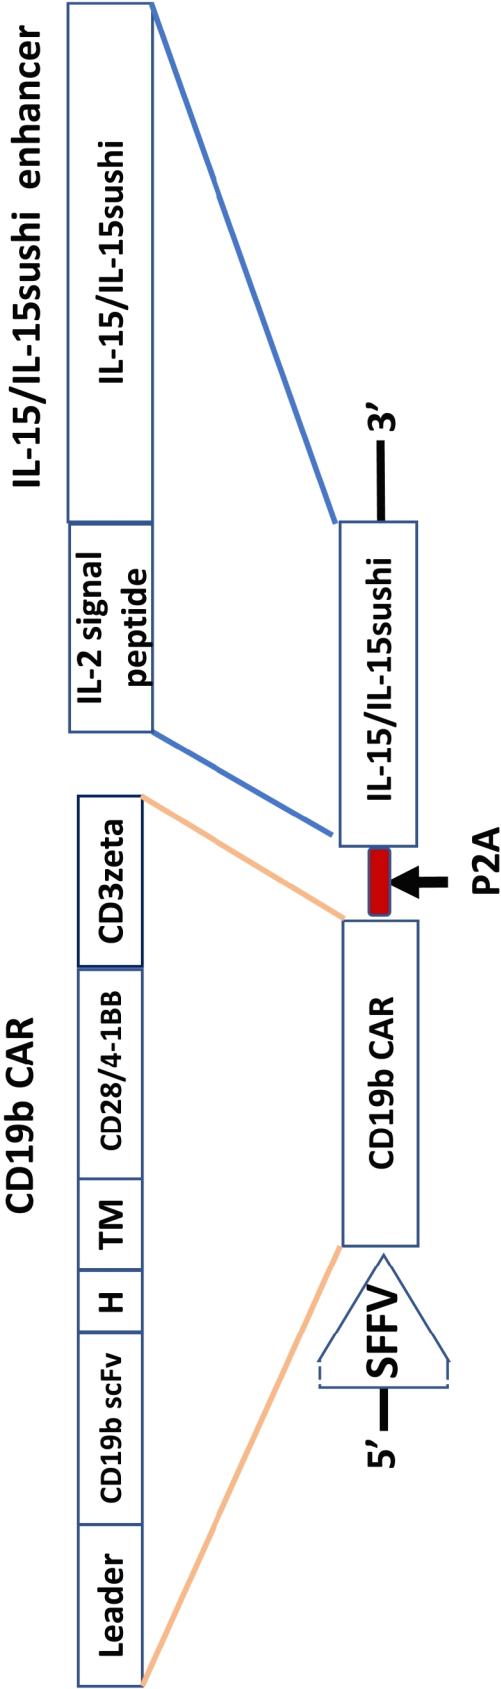 CD19b CAR
IL-15/IL-15sushi enhancer
Leader
CD19b scFv
H
TM
CD28/4-1BB
CD3zeta
IL-2 signal
peptide
IL-15/IL-15sushi
5’
SFFV
CD19b CAR
IL-15/IL-15sushi
3’
P2A